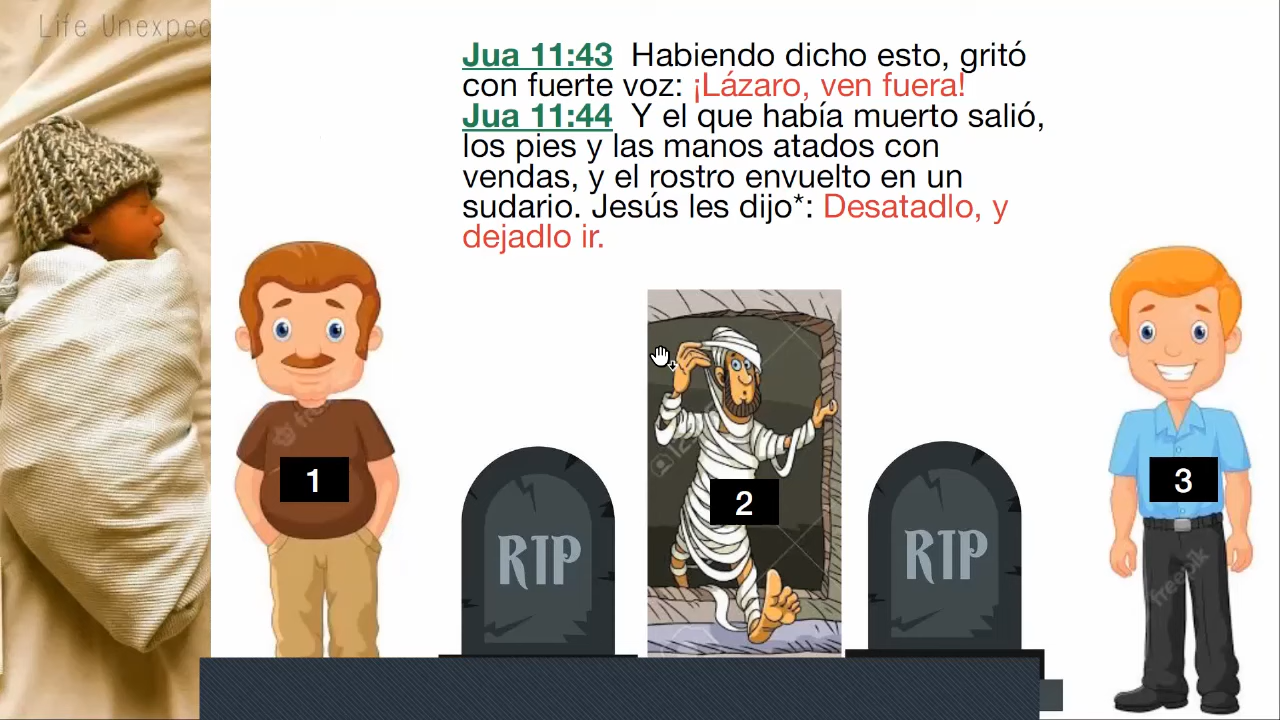 Life Unexpec
Jua 11:43 Habiendo dicho esto, gritó
con fuerte voz: ¡Lázaro, ven fuera!
Jua 11:44 Y el que había muerto salió,
los pies y las manos atados con
vendas, y el rostro envuelto en un
sudario. Jesús les dijo*: Desatadlo, y
dejadlo ir.
1
2
3
RIP
RIP
freepik